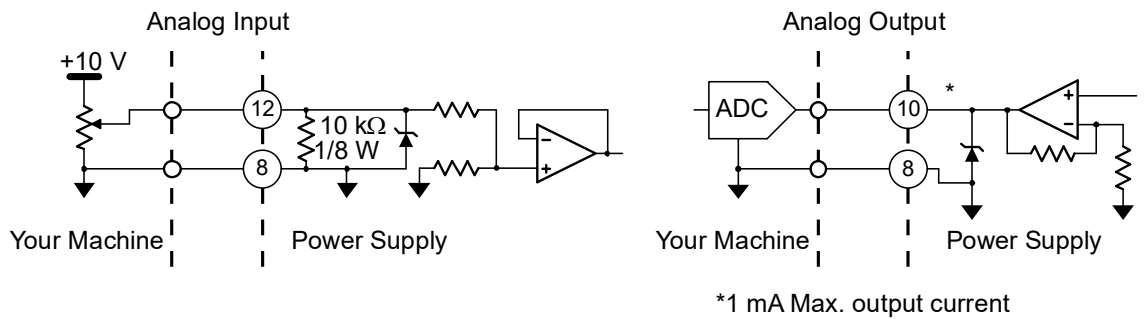 Analog Input
+10 V
12
10 kΩ
1/8 W
8
-
+
Your Machine
Power Supply
Analog Output
ADC
10
*
+
-
8
Your Machine
Power Supply
*1 mA Max. output current